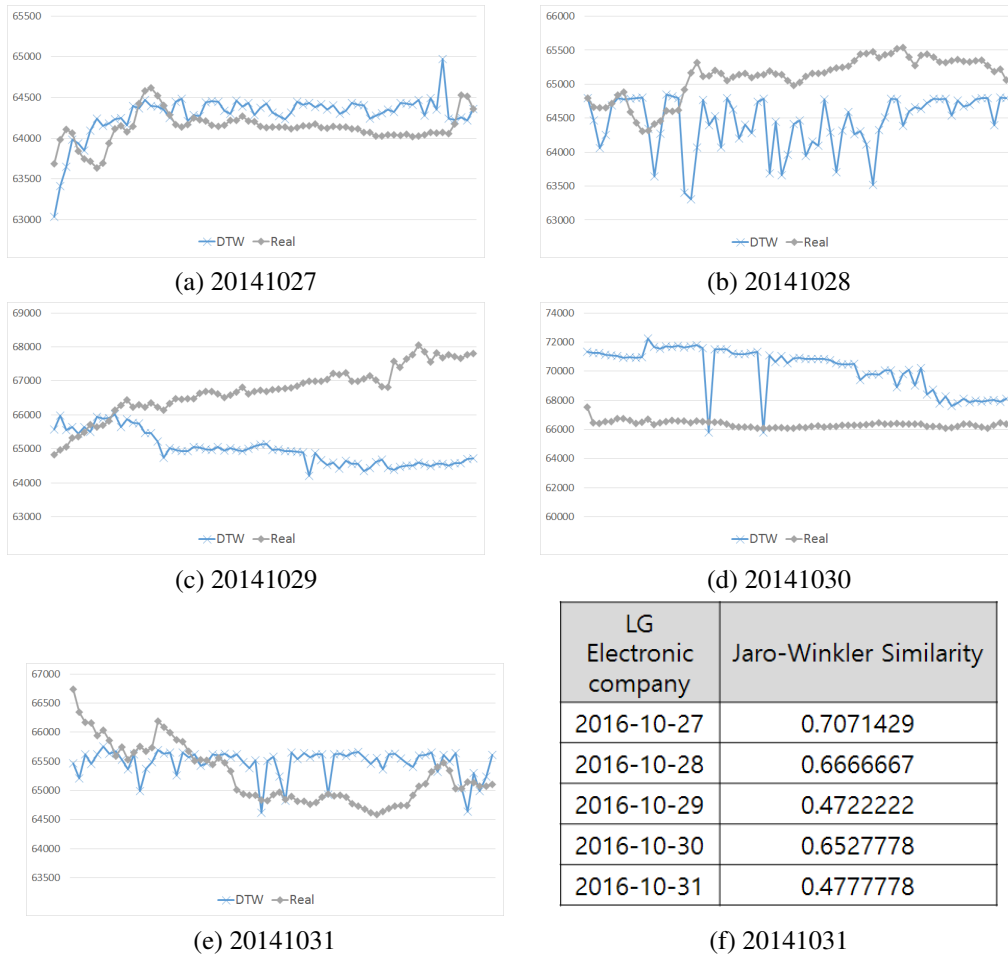 65500
65000
64500
64000
63500
63000
DTW Real
(a) 20141027
66000
65500
65000
64500
64000
63500
63000
DTW Real
(b) 20141028
69000
68000
67000
66000
65000
64000
63000
DTW Real
(c) 20141029
74000
72000
70000
68000
66000
64000
62000
60000
DTW Real
(d) 20141030
67000
66500
66000
65500
65000
64500
64000
63500
DTW Real
(e) 20141031
LG
Electronic
company
Jaro-Winkler Similarity
2016-10-27 0.7071429
2016-10-28 0.6666667
2016-10-29 0.4722222
2016-10-30 0.6527778
2016-10-31 0.4777778
(f) 20141031